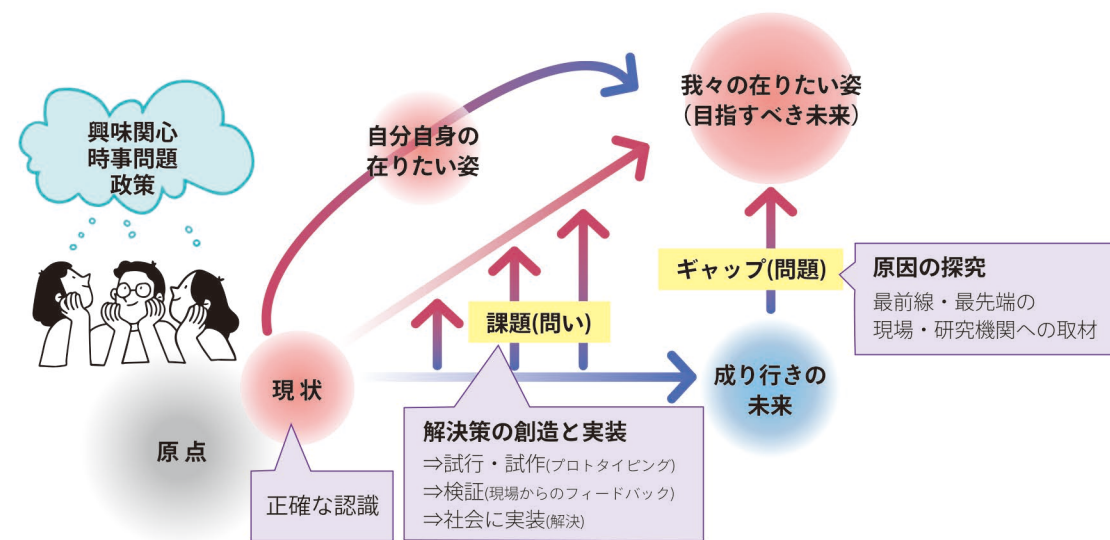 興味関心
時事問題
政策
自分自身の
在りたい姿
我々の在りたい姿
(目指すべき未来)
ギャップ(問題)
原因の探究
最前線・最先端の
現場・研究機関への取材
課題(問い)
現状
成り行きの
未来
原点
正確な認識
解決策の創造と実装
⇒試行・試作(プロトタイピング)
⇒検証(現場からのフィードバック)
⇒社会に実装(解決)